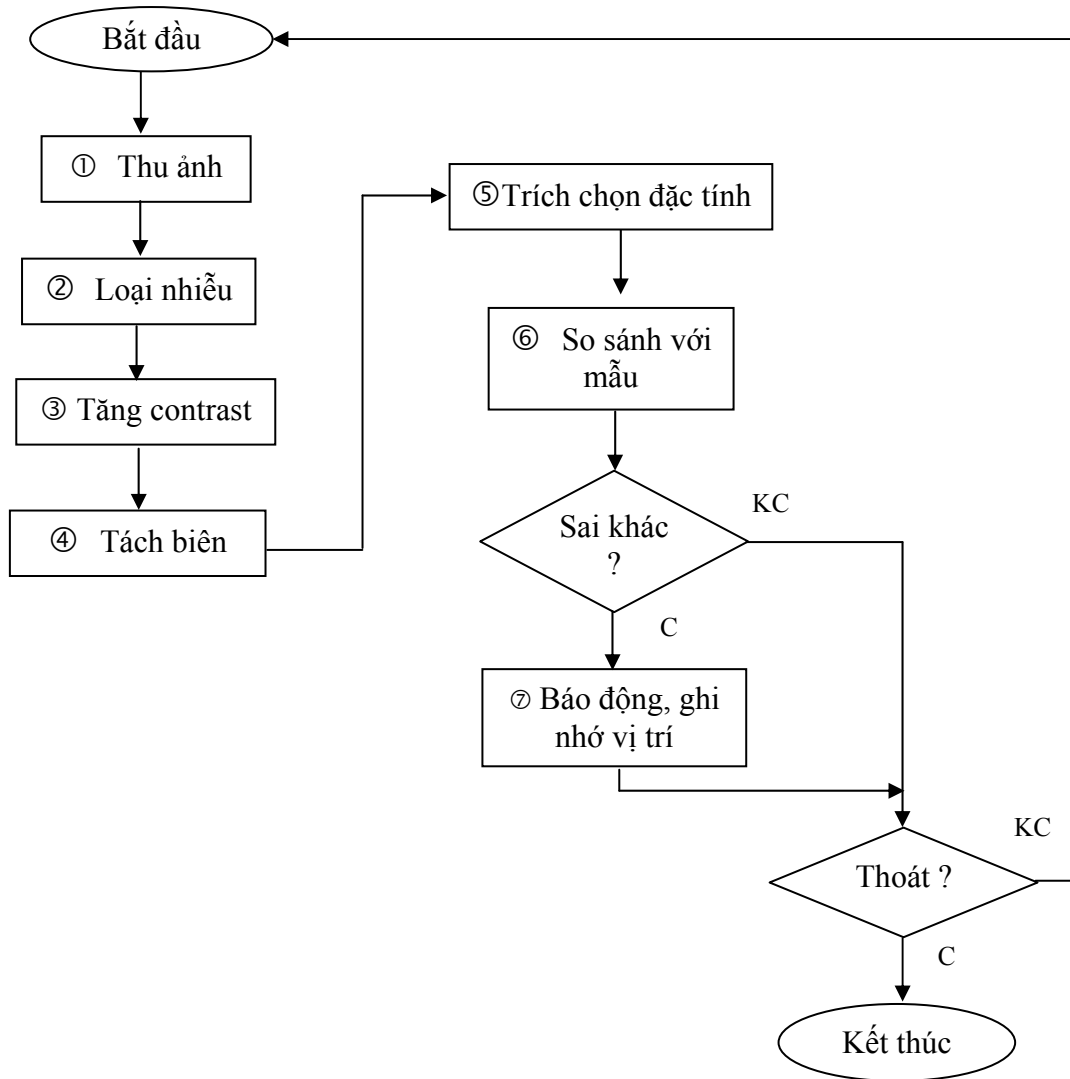 Bắt đầu
① Thu ảnh
② Loại nhiễu
③ Tăng contrast
④ Tách biên
⑤Trích chọn đặc tính
⑥ So sánh với
mẫu
Sai khác
?
KC
C
⑦ Báo động, ghi
nhớ vị trí
Thoát ?
KC
C
Kết thúc